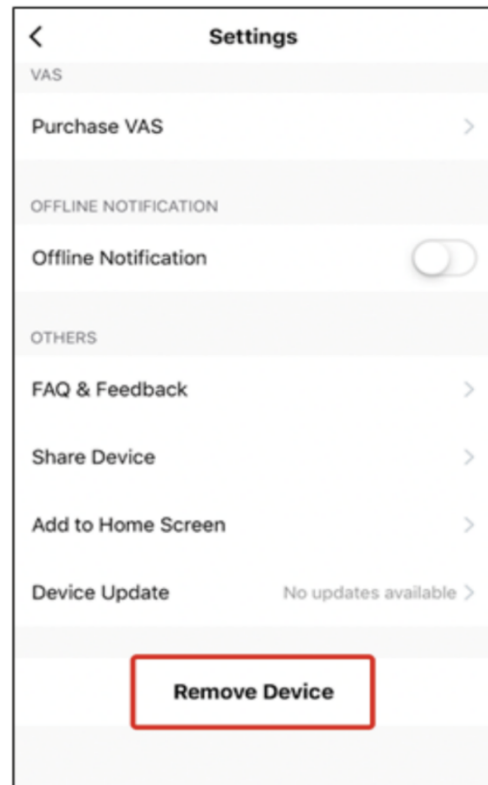 Settings
VAS
Purchase VAS
OFFLINE NOTIFICATION
Offline Notification
OTHERS
FAQ & Feedback
Share Device
Add to Home Screen
Device Update No updates available
Remove Device